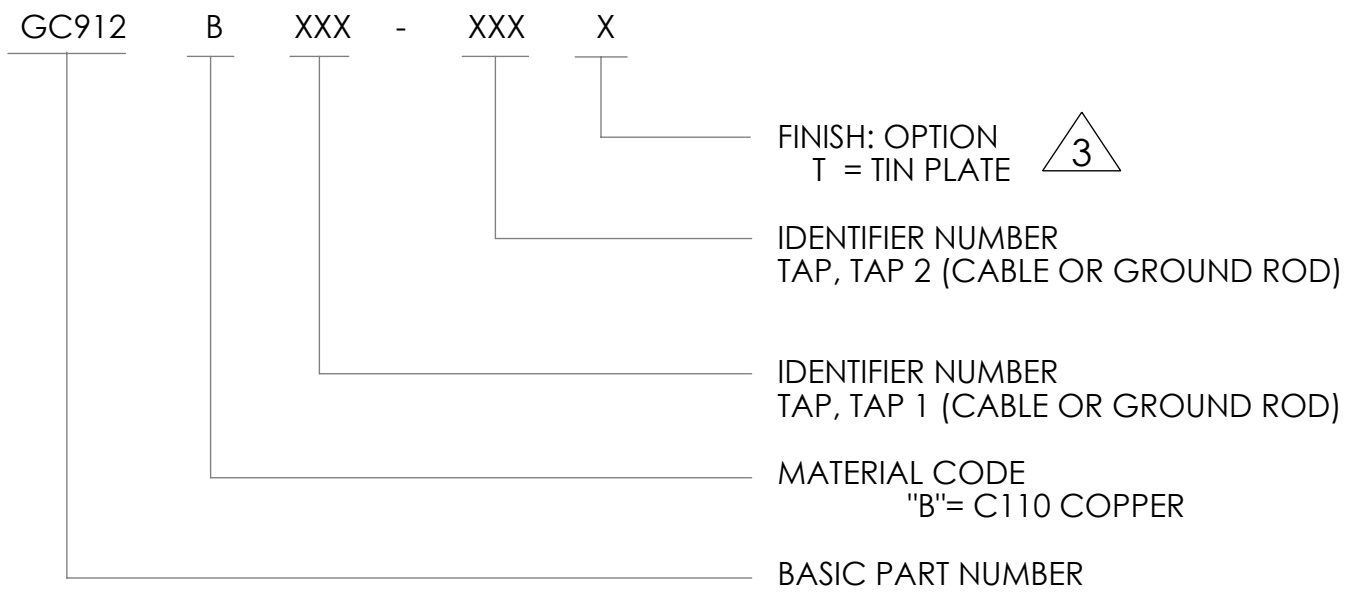 GC912 B XXX - XXX X
FINISH: OPTION
T = TIN PLATE 3
IDENTIFIER NUMBER
TAP, TAP 2 (CABLE OR GROUND ROD)
IDENTIFIER NUMBER
TAP, TAP 1 (CABLE OR GROUND ROD)
MATERIAL CODE
"B"= C110 COPPER
BASIC PART NUMBER